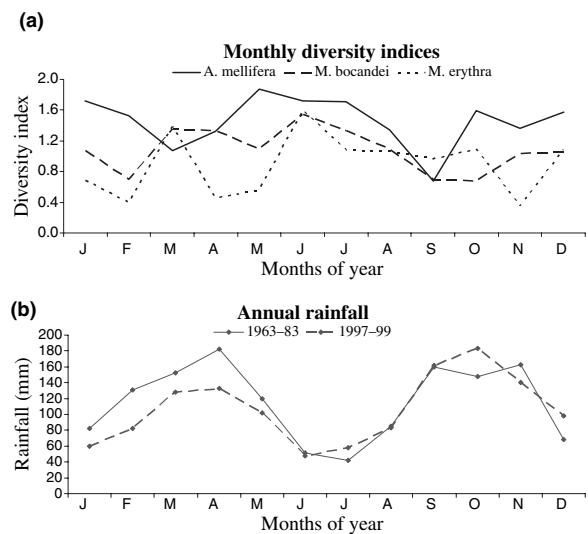 (a)
Monthly diversity indices
A. mellifera M. bocandei M. erythra
Diversity index
2.0
1.6
1.2
0.8
0.4
0.0
J F M A M J J A S O N D
Months of year
(b)
Annual rainfall
1963–83 1997–99
Rainfall (mm)
200
180
160
140
120
100
80
60
40
20
0
J F M A M J J A S O N D
Months of year